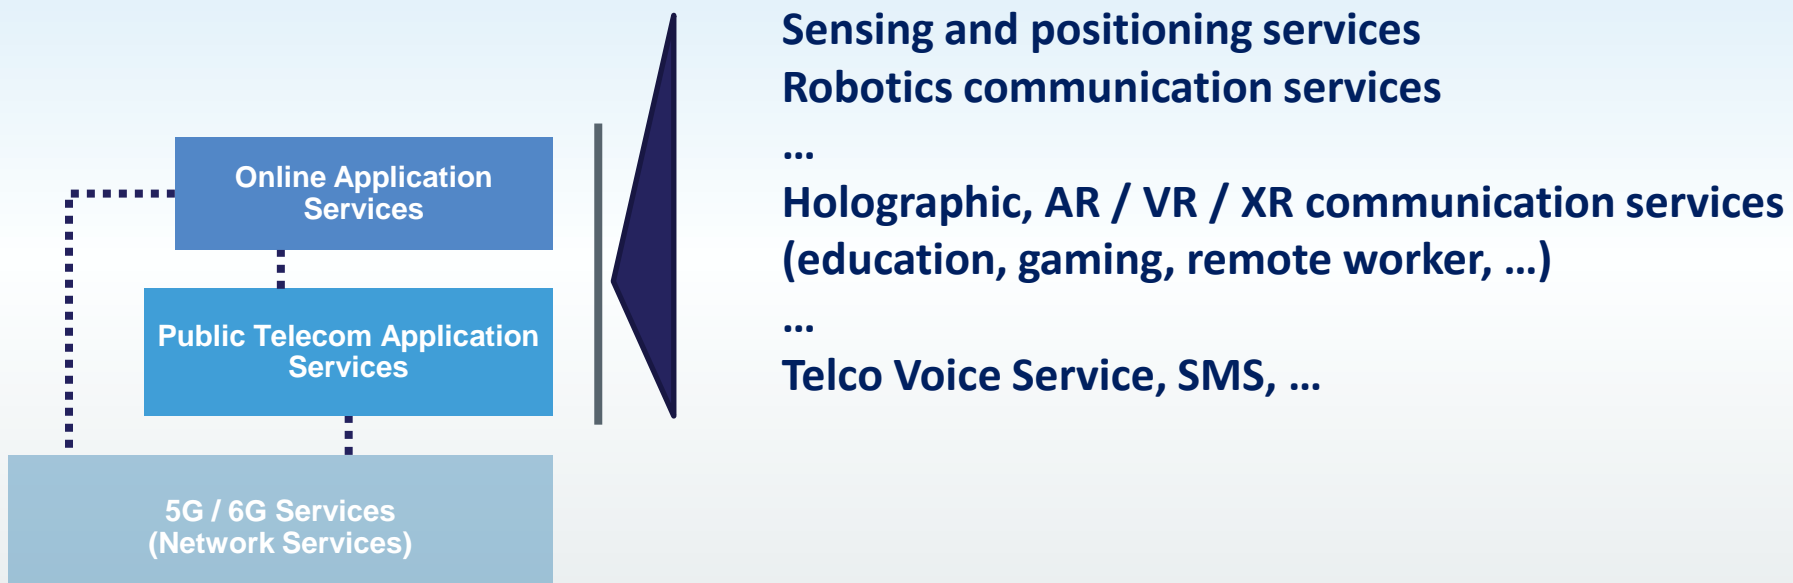 Online Application
Services
Public Telecom Application
Services
5G / 6G Services
(Network Services)
Sensing and positioning services
Robotics communication services
…
Holographic, AR / VR / XR communication services
(education, gaming, remote worker, …)
…
Telco Voice Service, SMS, …